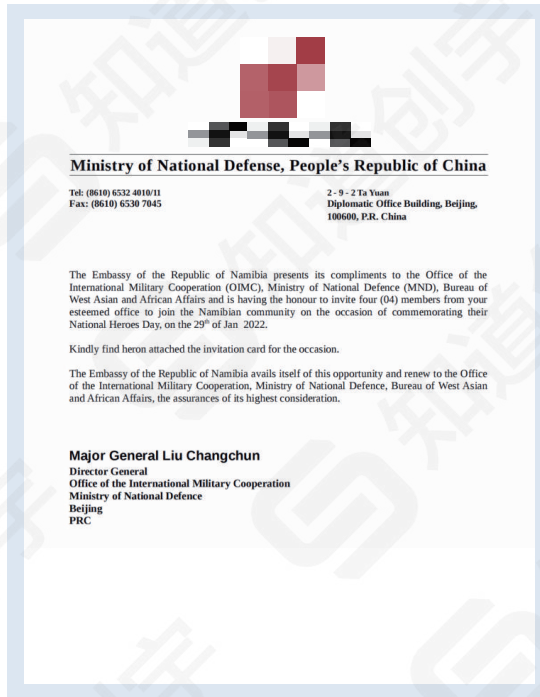 Ministry of National Defense, People's Republic of China
Tel: (8610) 6532 4010/11
Fax: (8610) 6530 7045
2 - 9 - 2 Ta Yuan
Diplomatic Office Building, Beijing,
100600, P.R. China
The Embassy of the Republic of Namibia presents its compliments to the Office of the
International Military Cooperation (OIMC), Ministry of National Defence (MND), Bureau of
West Asian and African Affairs and is having the honour to invite four (04) members from your
esteemed office to join the Namibian community on the occasion of commemorating their
National Heroes Day, on the 29th of Jan 2022.
Kindly find heron attached the invitation card for the occasion.
The Embassy of the Republic of Namibia avails itself of this opportunity and renew to the Office
of the International Military Cooperation, Ministry of National Defence, Bureau of West Asian
and African Affairs, the assurances of its highest consideration.
Major General Liu Changchun
Director General
Office of the International Military Cooperation
Ministry of National Defence
Beijing
PRC
知道创宇